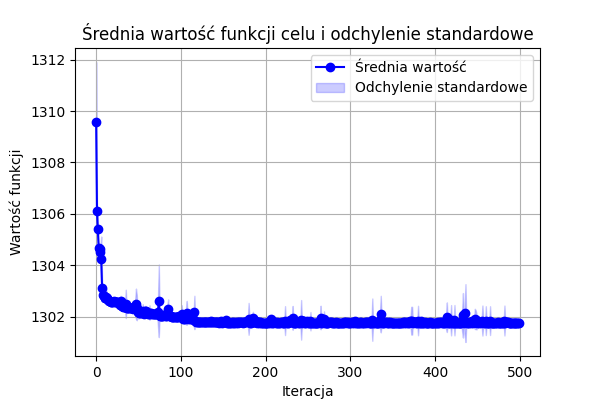 Średnia wartość funkcji celu i odchylenie standardowe
Średnia wartość
Odchylenie standardowe
Wartość funkcji
1312
1310
1308
1306
1304
1302
0 100 200 300 400 500
Iteracja